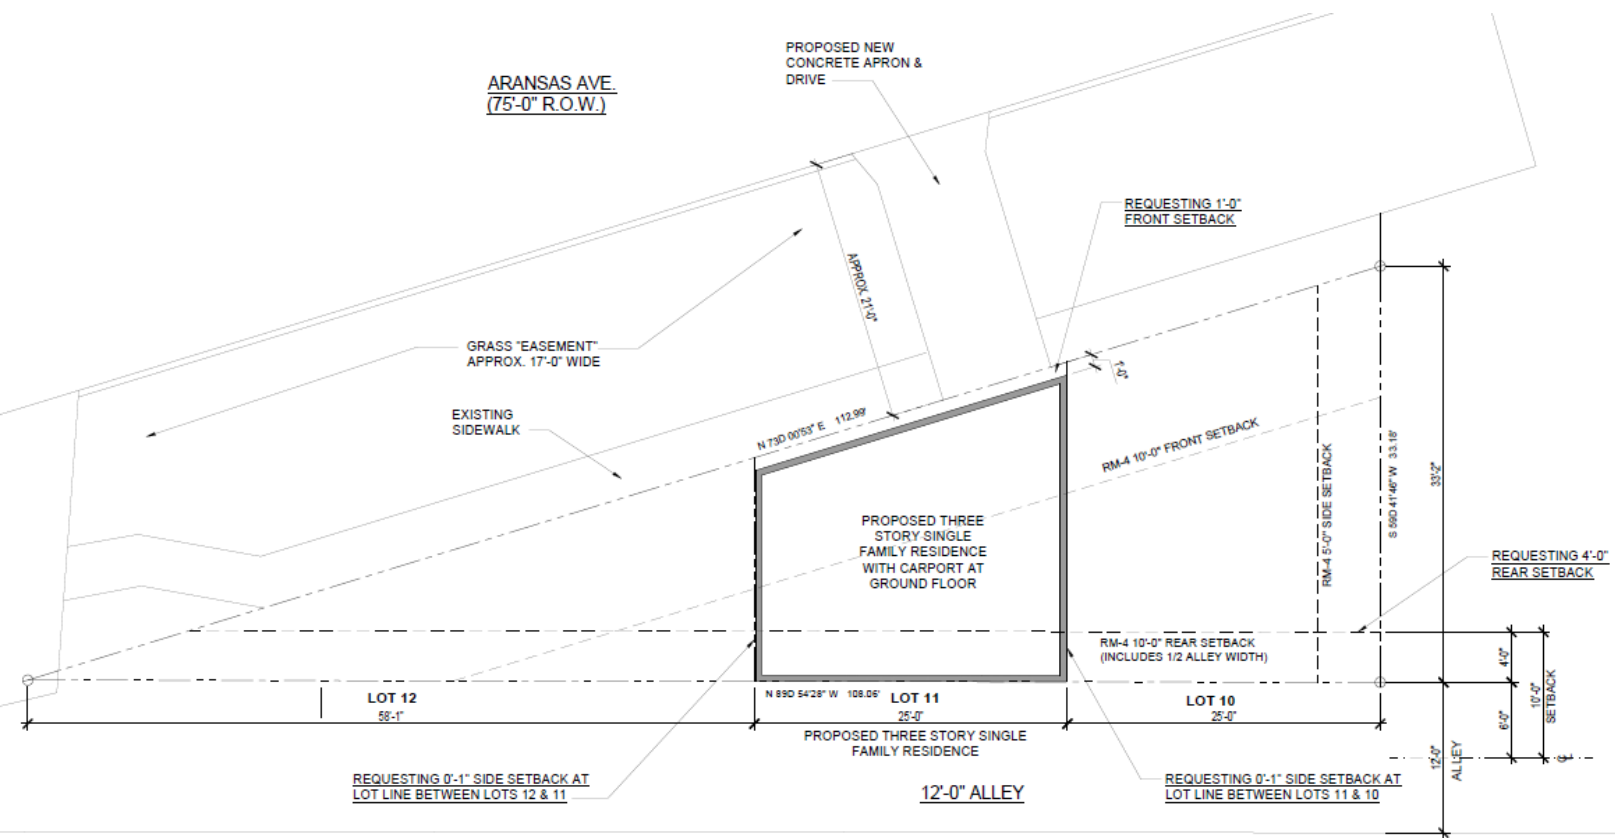 PROPOSED NEW
CONCRETE APRON &
DRIVE
ARANSAS AVE.
(75'-0" R.O.W.)
REQUESTING 1'-0"
FRONT SETBACK
APPROX. 21'-0"
GRASS "EASEMENT"
APPROX. 17'-0" WIDE
1'-0"
EXISTING
SIDEWALK
N 73D 00'53" E 112.99'
RM-4 10'-0" FRONT SETBACK
RM-4 5'-0" SIDE SETBACK
S 59D 41'46" W 33.18'
33'-2"
PROPOSED THREE
STORY SINGLE
FAMILY RESIDENCE
WITH CARPORT AT
GROUND FLOOR
REQUESTING 4'-0"
REAR SETBACK
RM-4 10'-0" REAR SETBACK
(INCLUDES 1/2 ALLEY WIDTH)
4'-0"
10'-0"
SETBACK
6'-0"
LOT 12
58'-1"
N 89D 54'28" W 108.06'
LOT 11
25'-0"
LOT 10
25'-0"
PROPOSED THREE STORY SINGLE
FAMILY RESIDENCE
12'-0"
ALLEY
REQUESTING 0'-1" SIDE SETBACK AT
LOT LINE BETWEEN LOTS 12 & 11
12'-0" ALLEY
REQUESTING 0'-1" SIDE SETBACK AT
LOT LINE BETWEEN LOTS 11 & 10